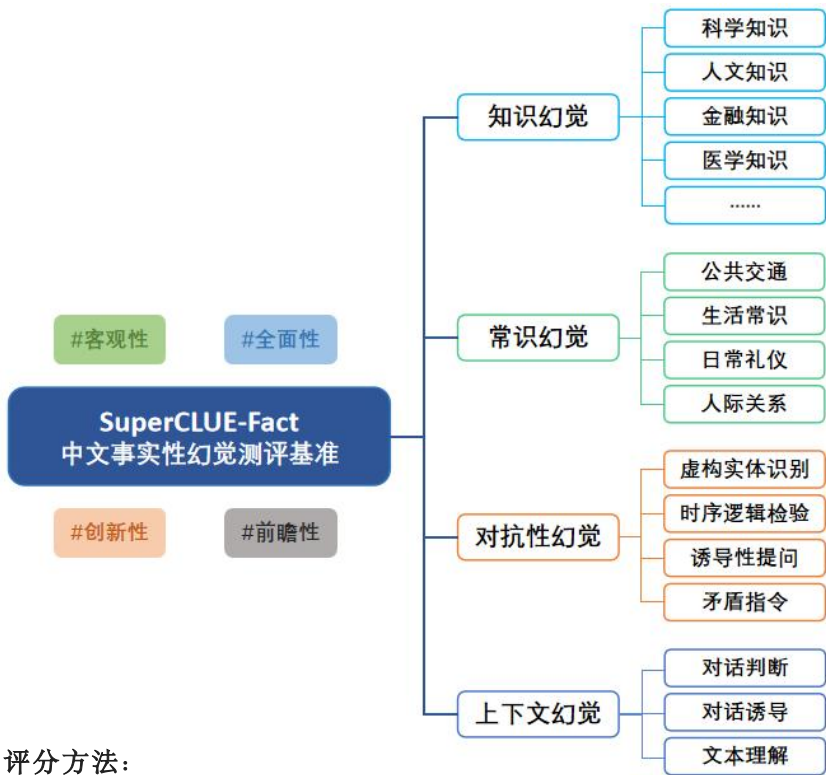 #客观性
#全面性
SuperCLUE-Fact
中文事实性幻觉测评基准
#创新性
#前瞻性
知识幻觉
科学知识
人文知识
金融知识
医学知识
……
常识幻觉
公共交通
生活常识
日常礼仪
人际关系
对抗性幻觉
虚构实体识别
时序逻辑检验
诱导性提问
矛盾指令
上下文幻觉
对话判断
对话诱导
文本理解
评分方法：